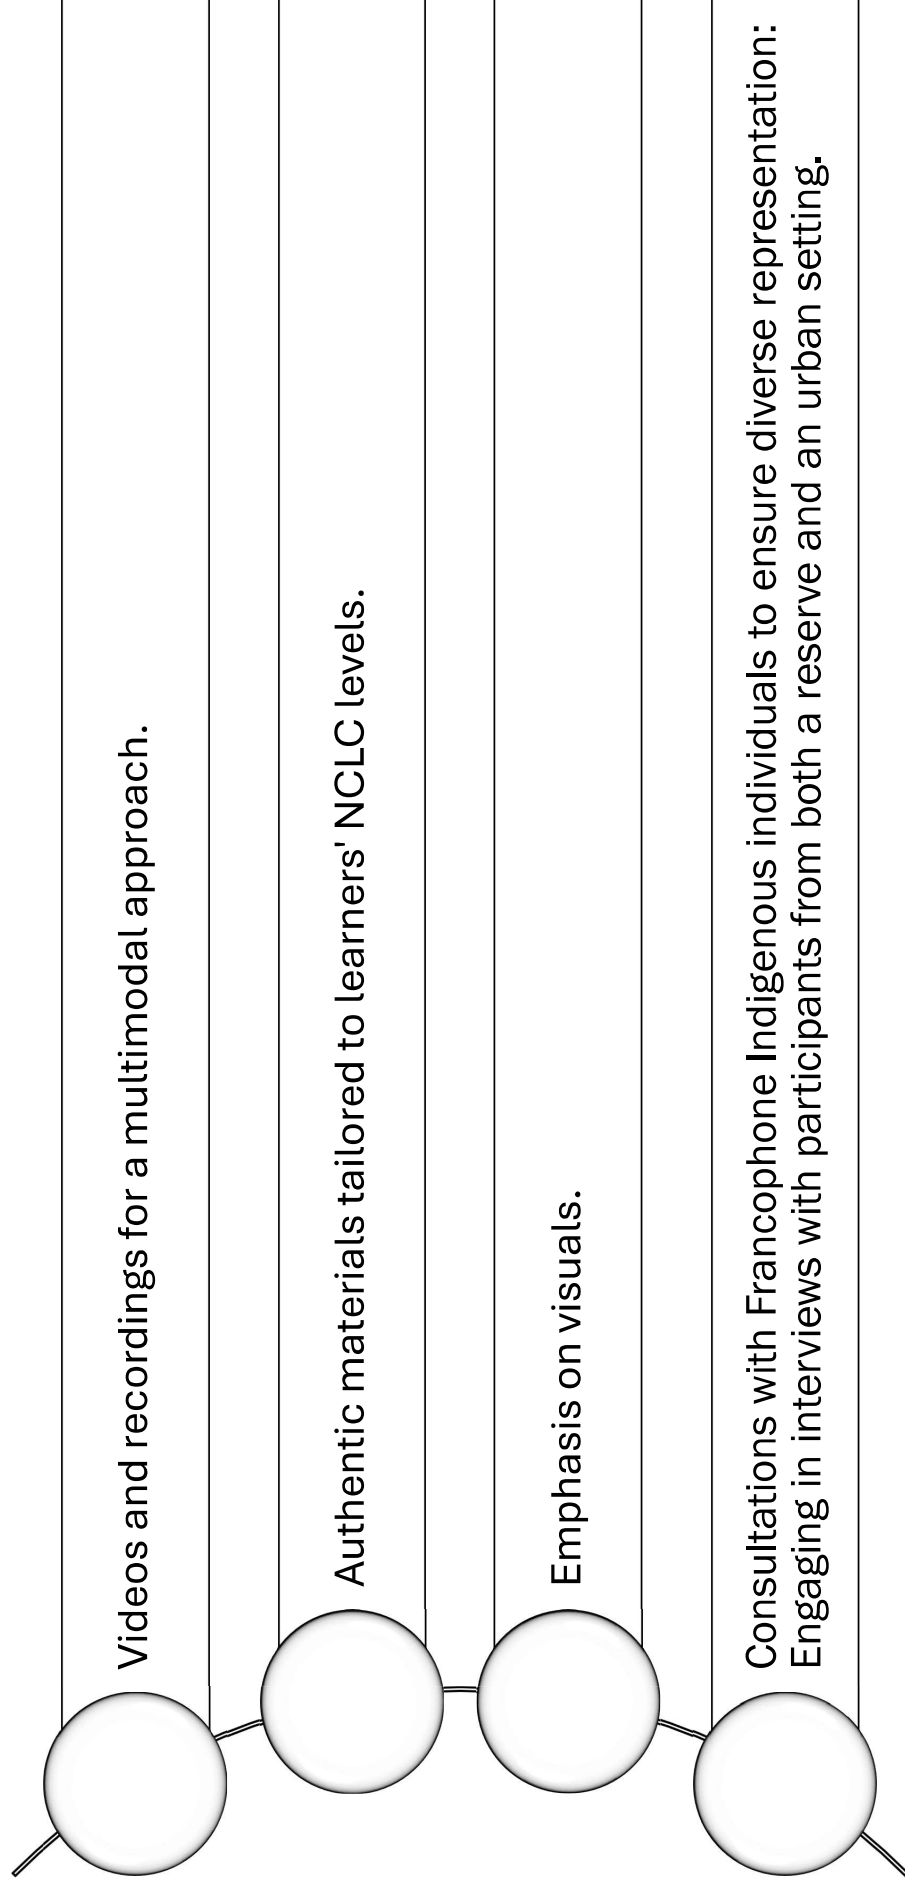 Videos and recordings for a multimodal approach.
Authentic materials tailored to learners' NCLC levels.
Emphasis on visuals.
Consultations with Francophone Indigenous individuals to ensure diverse representation:
Engaging in interviews with participants from both a reserve and an urban setting.